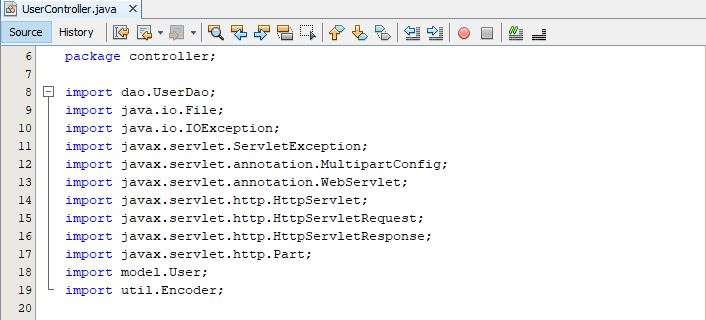 UserController.java
Source History
6 package controller;
7
8 import dao.UserDao;
9 import java.io.File;
10 import java.io.IOException;
11 import javax.servlet.ServletException;
12 import javax.servlet.annotation.MultipartConfig;
13 import javax.servlet.annotation.WebServlet;
14 import javax.servlet.http.HttpServlet;
15 import javax.servlet.http.HttpServletRequest;
16 import javax.servlet.http.HttpServletResponse;
17 import javax.servlet.http.Part;
18 import model.User;
19 import util.Encoder;
20